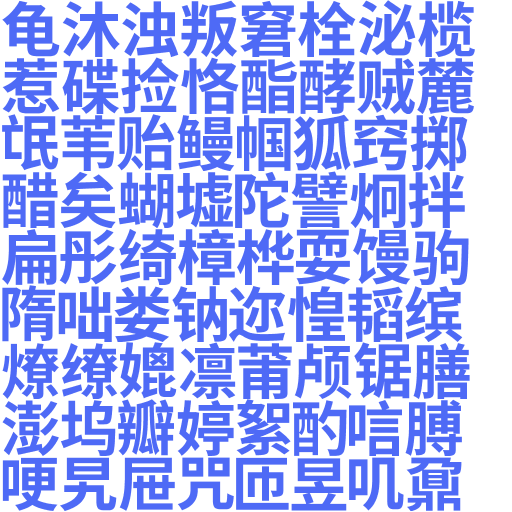 龟沐浊叛窘栓泌榄
惹碟捡恪酯酵贼麓
氓苇贻鳗帼狐窍掷
醋矣蝴墟陀譬炯拌
扁彤绮樟桦耍馒驹
隋咄娄钠迩惶韬缤
燎缭媲凛莆颅锯膳
澎坞瓣婷絮酌唁膊
哽旯屉咒匝昱叽鼐